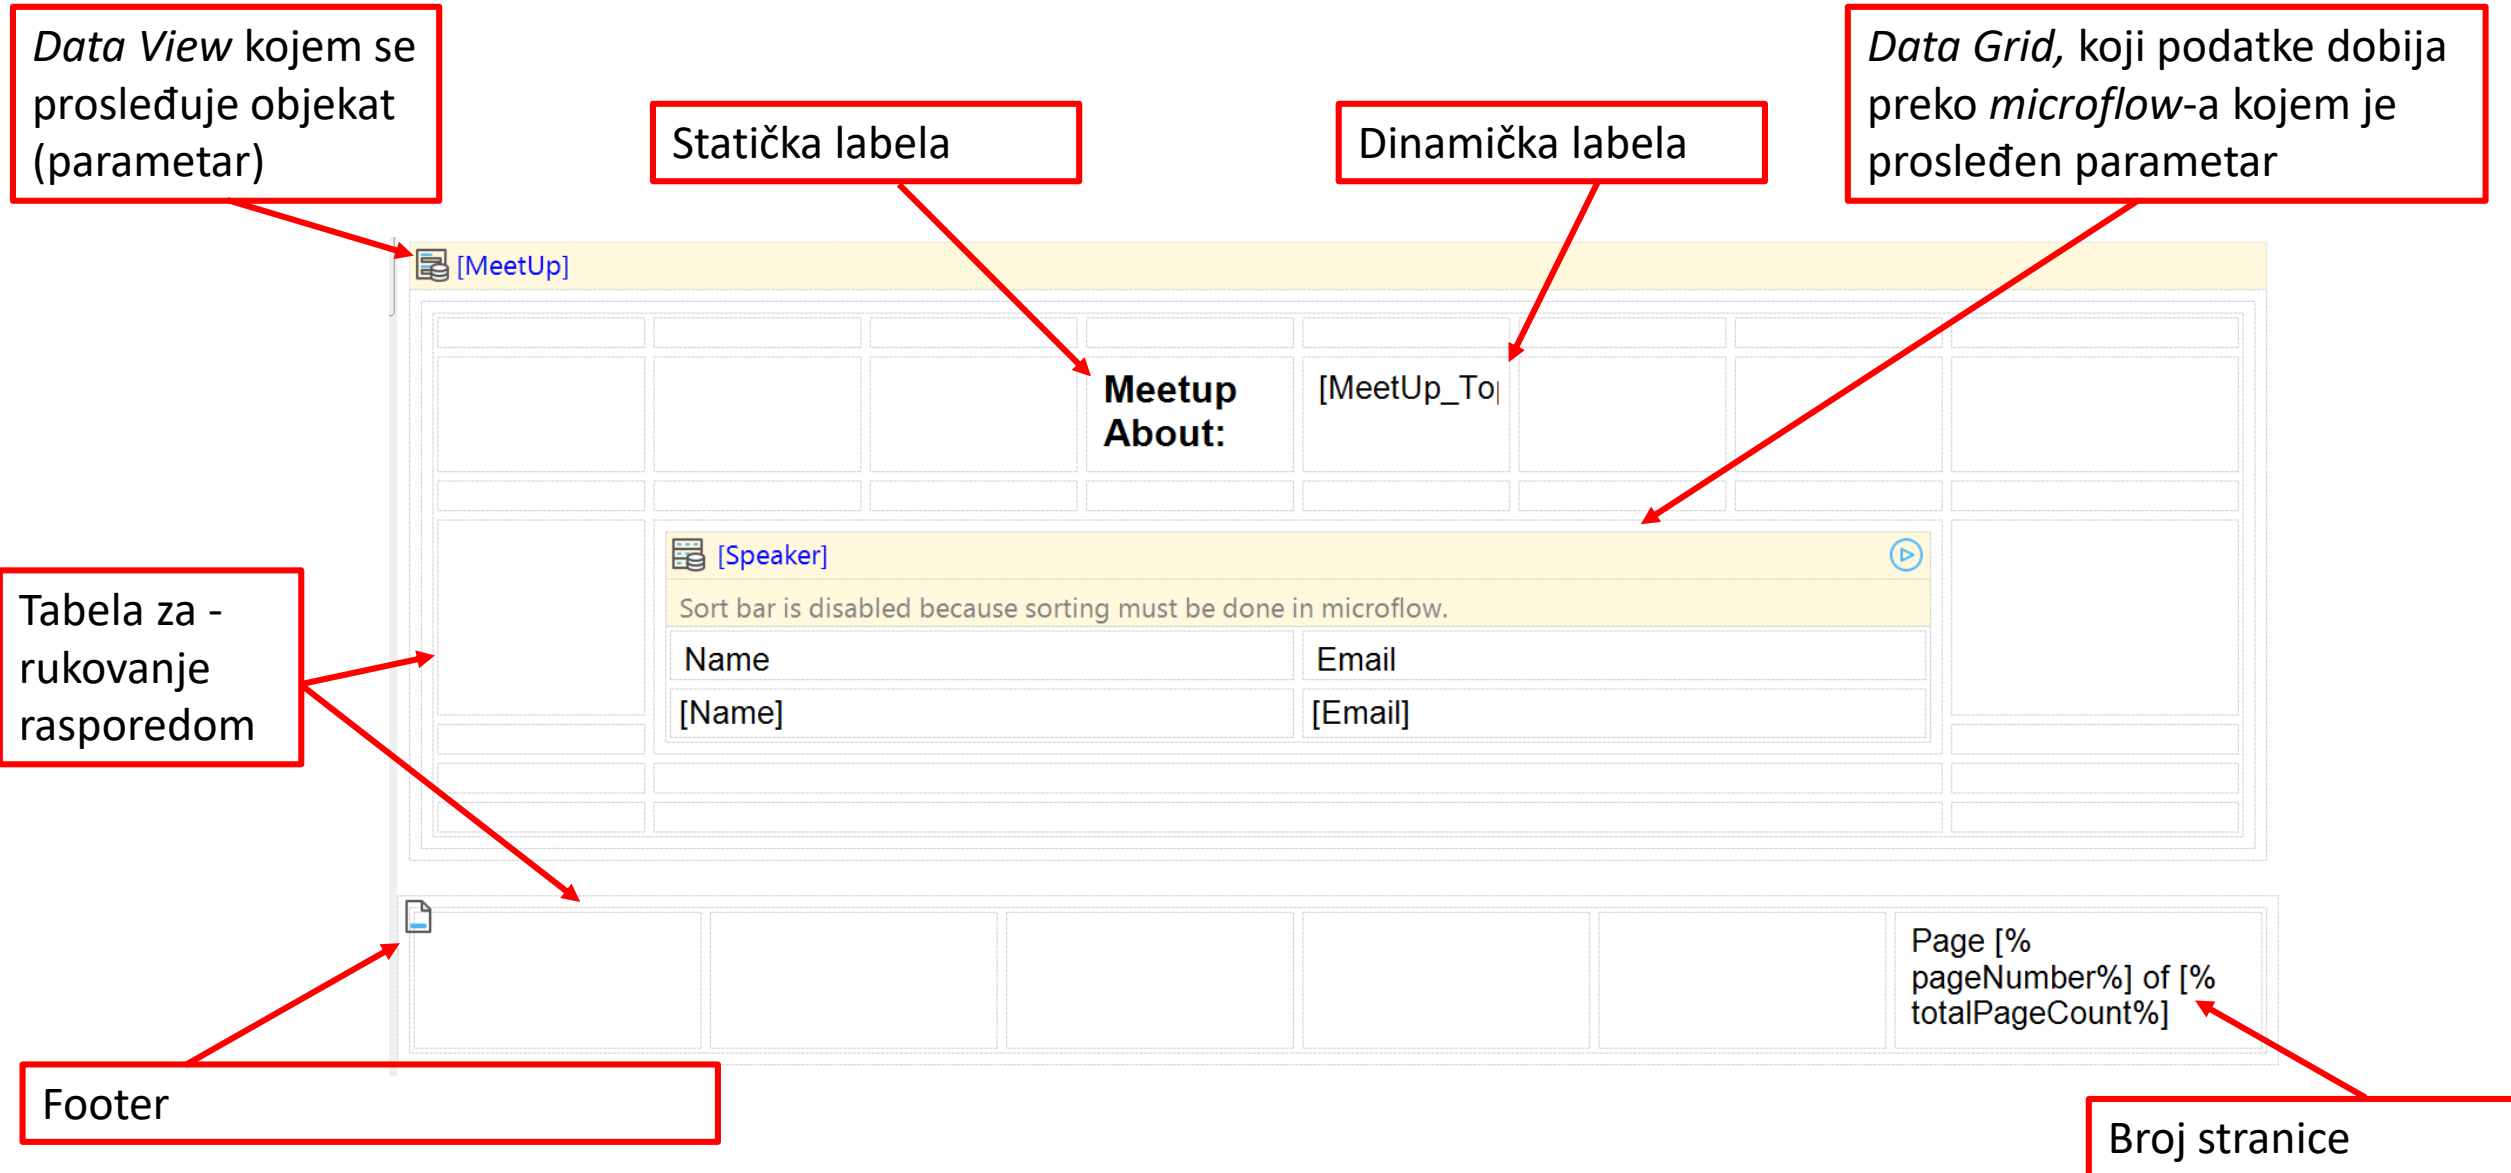 Data View kojem se
prosleđuje objekat
(parametar)
Statička labela
Dinamička labela
Data Grid, koji podatke dobija
preko microflow-a kojem je
prosleđen parametar
[MeetUp]
Meetup
About:
[MeetUp_To
[Speaker]
Sort bar is disabled because sorting must be done in microflow.
Name
Email
[Name]
[Email]
Tabela za -
rukovanje
rasporedom
Page [%
pageNumber%] of [%
totalPageCount%]
Footer
Broj stranice